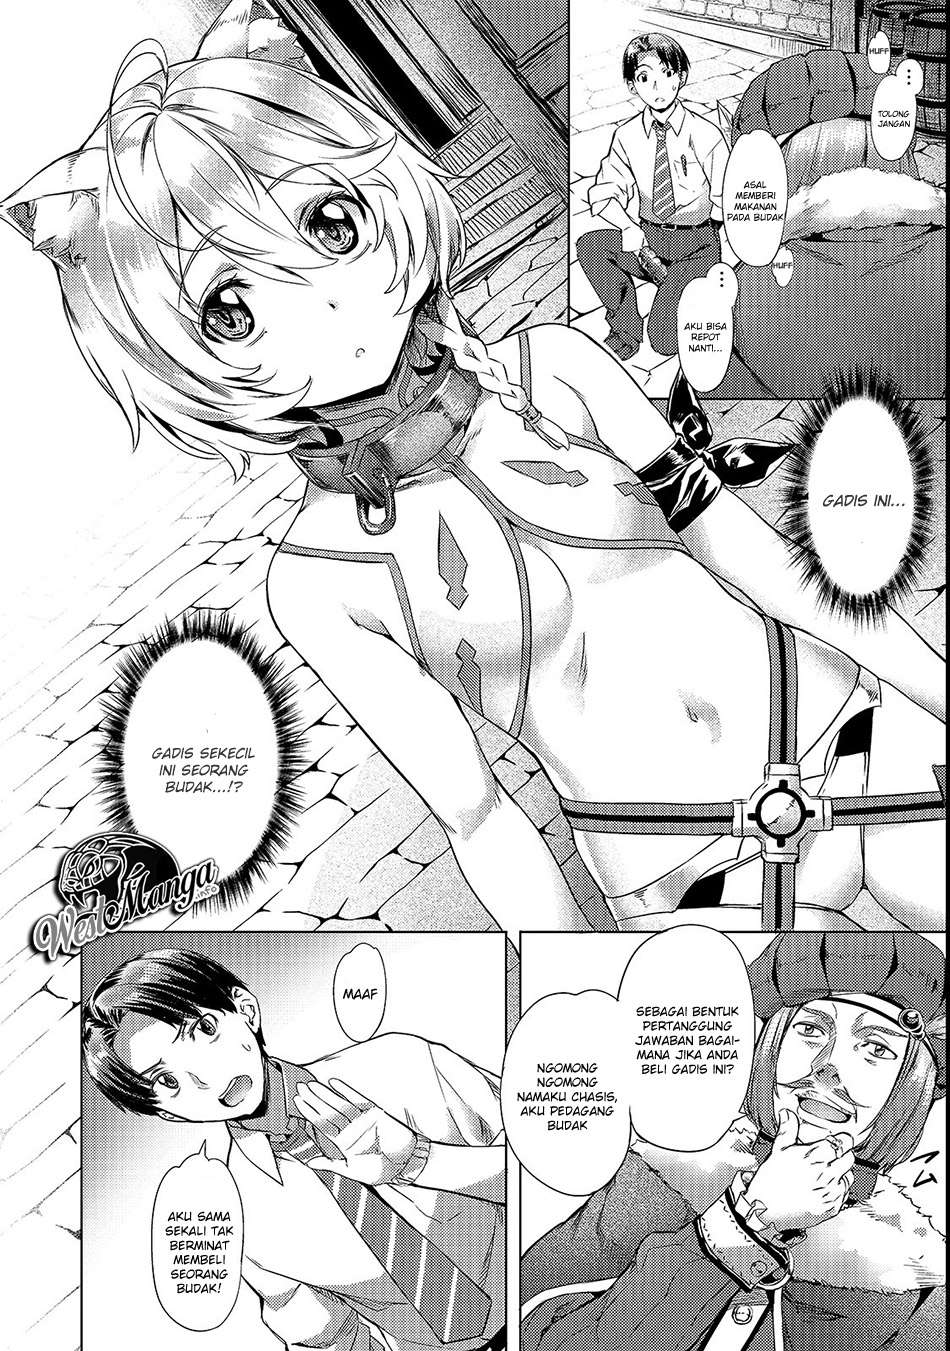 HUFF
...
TOLONG
JANGAN
ASAL
MEMBERI
MAKANAN
PADA BUDAK
HUFF
...
AKU BISA
REPOT
NANTI...
GADIS INI...
GADIS SEKECIL
INI SEORANG
BUDAK...!?
WestManga
.info
SEBAGAI BENTUK
PERTANGGUNG
JAWABAN BAGAI-
MANA JIKA ANDA
BELI GADIS INI?
NGOMONG
NGOMONG
NAMAKU CHASIS,
AKU PEDAGANG
BUDAK
MAAF
AKU SAMA
SEKALI TAK
BERMINAT
MEMBELI
SEORANG
BUDAK!